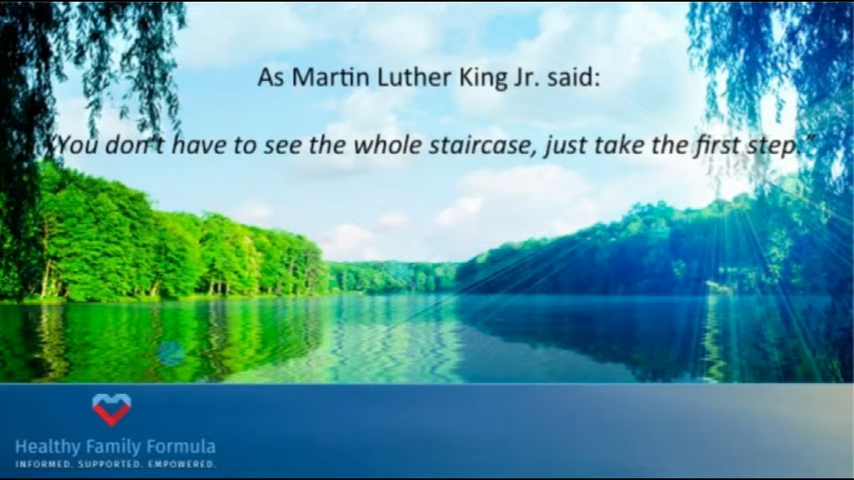 As Martin Luther King Jr. said:
“You don’t have to see the whole staircase, just take the first step.”
Healthy Family Formula
INFORMED. SUPPORTED. EMPOWERED.